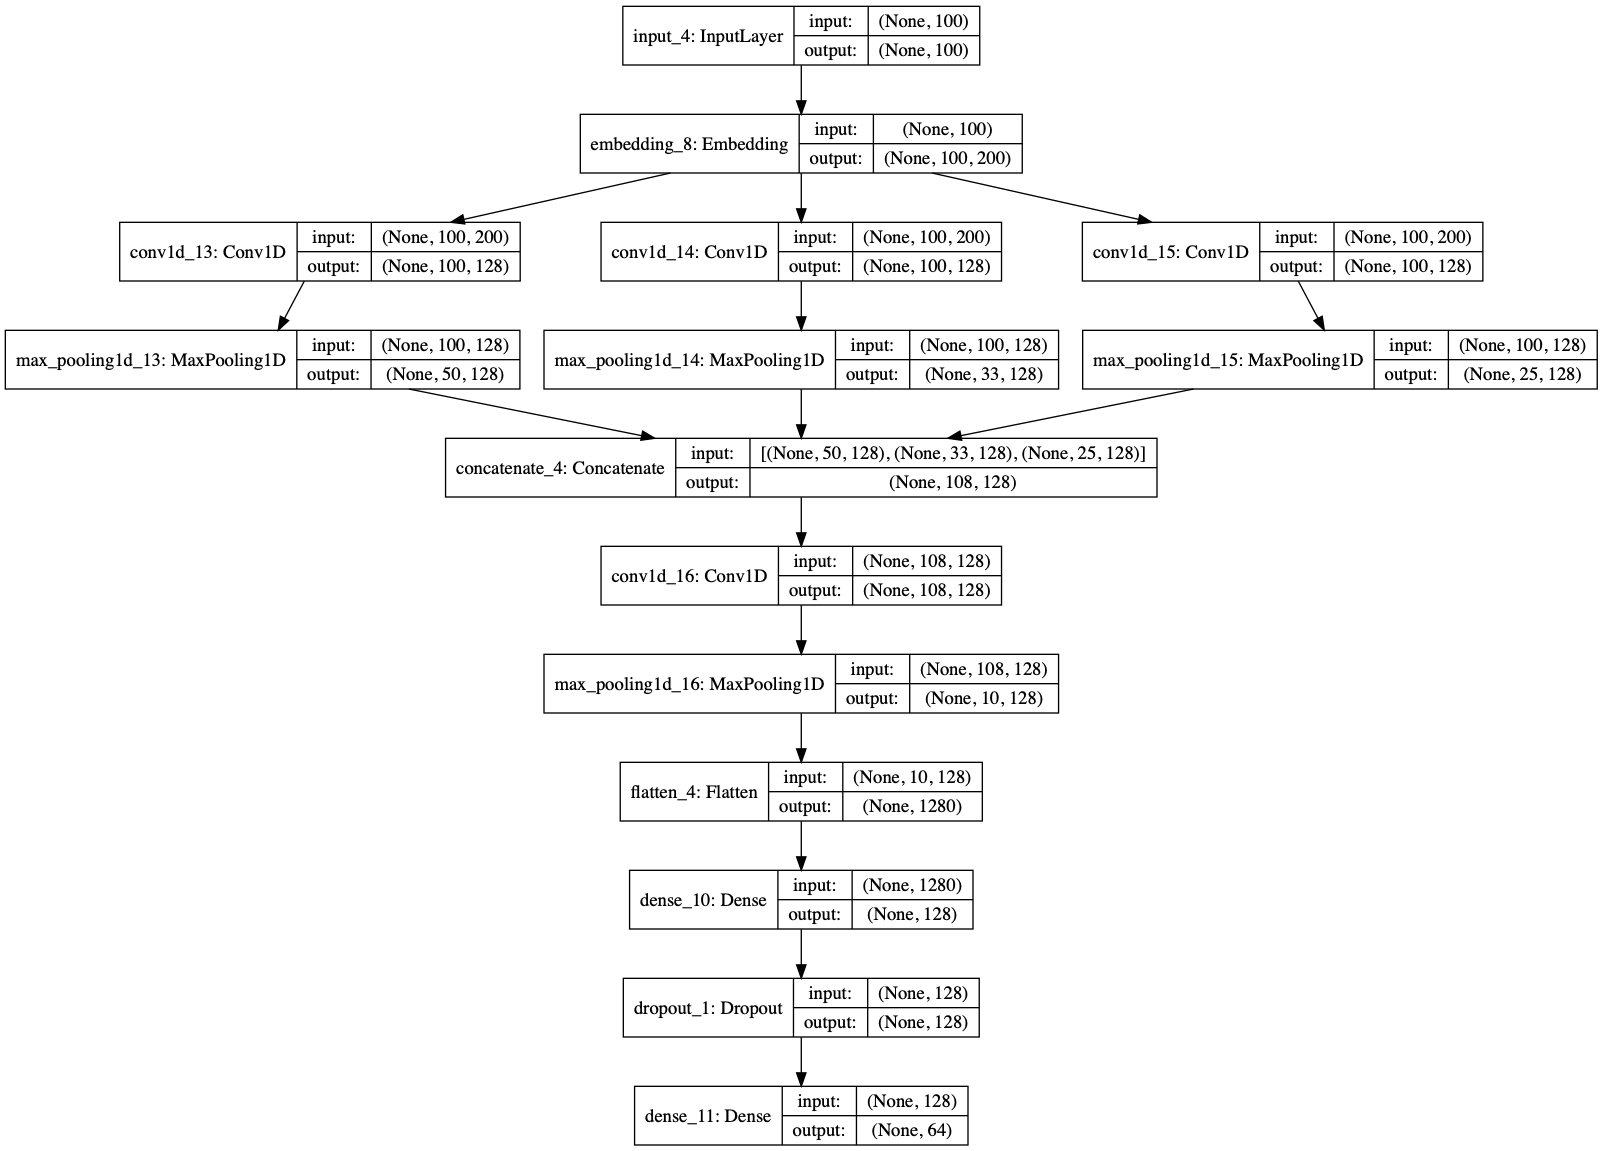 input_4: InputLayer
input: (None, 100)
output: (None, 100)
embedding_8: Embedding
input: (None, 100)
output: (None, 100, 200)
conv1d_13: Conv1D
input: (None, 100, 200)
output: (None, 100, 128)
conv1d_14: Conv1D
input: (None, 100, 200)
output: (None, 100, 128)
conv1d_15: Conv1D
input: (None, 100, 200)
output: (None, 100, 128)
max_pooling1d_13: MaxPooling1D
input: (None, 100, 128)
output: (None, 50, 128)
max_pooling1d_14: MaxPooling1D
input: (None, 100, 128)
output: (None, 33, 128)
max_pooling1d_15: MaxPooling1D
input: (None, 100, 128)
output: (None, 25, 128)
concatenate_4: Concatenate
input: [(None, 50, 128), (None, 33, 128), (None, 25, 128)]
output: (None, 108, 128)
conv1d_16: Conv1D
input: (None, 108, 128)
output: (None, 108, 128)
max_pooling1d_16: MaxPooling1D
input: (None, 108, 128)
output: (None, 10, 128)
flatten_4: Flatten
input: (None, 10, 128)
output: (None, 1280)
dense_10: Dense
input: (None, 1280)
output: (None, 128)
dropout_1: Dropout
input: (None, 128)
output: (None, 128)
dense_11: Dense
input: (None, 128)
output: (None, 64)